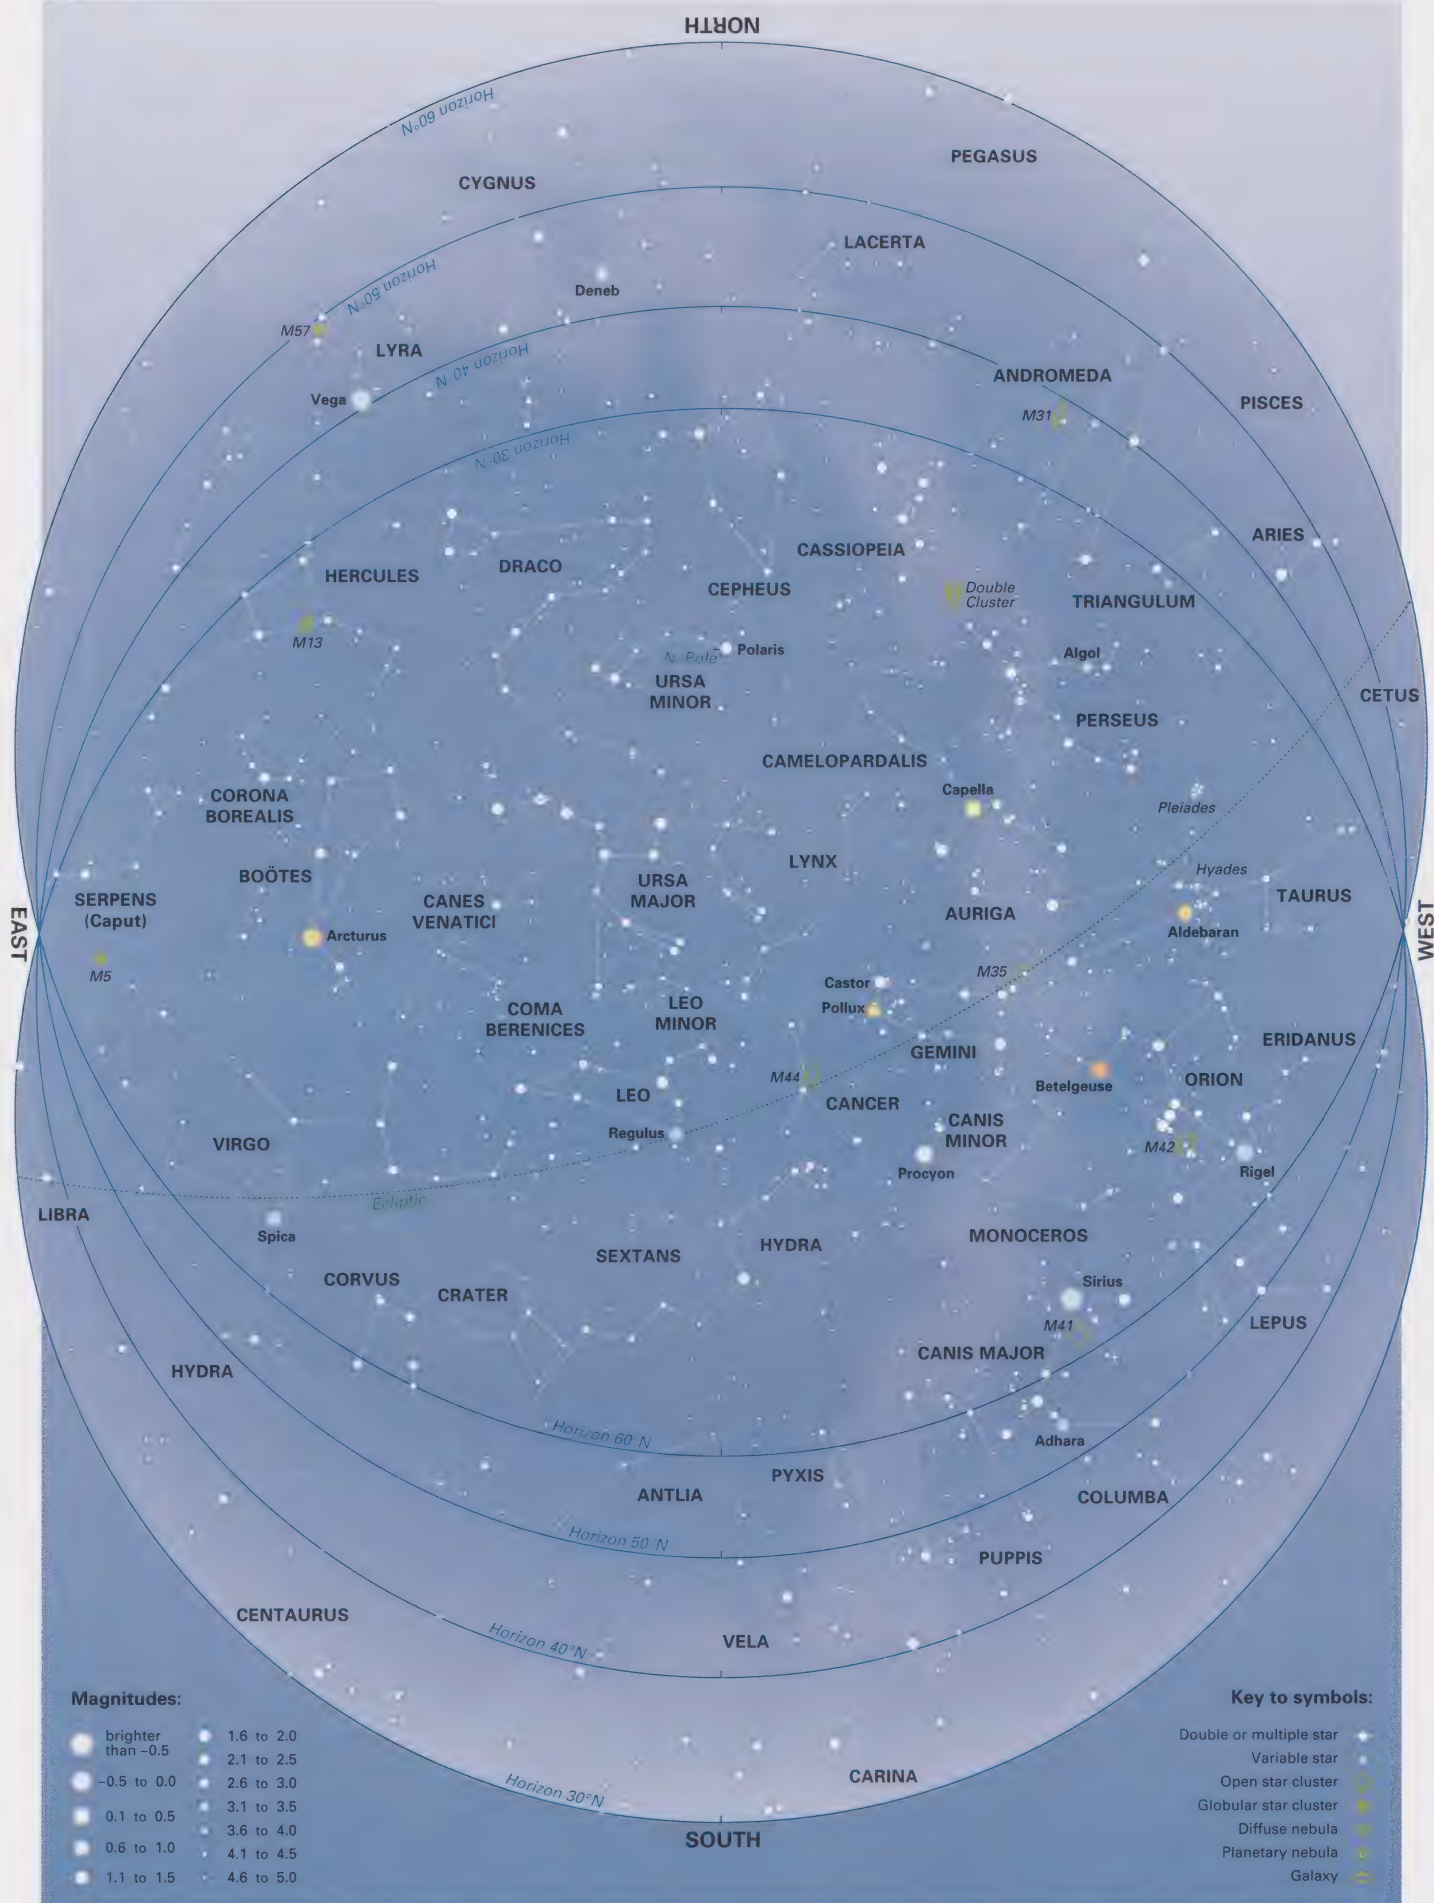 NORTH
Horizon 60°N
PEGASUS
CYGNUS
LACERTA
Horizon 50°N
Deneb
M57
LYRA
Horizon 40 N
ANDROMEDA
Vega
PISCES
M31
Horizon 30 N
ARIES
CASSIOPEIA
DRACO
HERCULES
CEPHEUS
Double
Cluster
TRIANGULUM
M13
N. Pole
Polaris
Algol
URSA
MINOR
CETUS
PERSEUS
CAMELOPARDALIS
Capella
CORONA
BOREALIS
Pleiades
LYNX
Hyades
BOÖTES
URSA
MAJOR
TAURUS
SERPENS
(Caput)
CANES
VENATICI
AURIGA
EAST
WEST
Arcturus
Aldebaran
M5
M35
Castor
Pollux
COMA
BERENICES
LEO
MINOR
ERIDANUS
GEMINI
M44
Betelgeuse
ORION
LEO
CANCER
CANIS
MINOR
Regulus
VIRGO
M42
Procyon
Rigel
Ecliptic
LIBRA
Spica
MONOCEROS
HYDRA
SEXTANS
CORVUS
Sirius
CRATER
M41
LEPUS
CANIS MAJOR
HYDRA
Horizon 60 N
Adhara
PYXIS
ANTLIA
COLUMBA
Horizon 50 N
PUPPIS
CENTAURUS
Horizon 40°N
VELA
CARINA
Horizon 30°N
SOUTH
Magnitudes:
brighter
than –0.5
–0.5 to 0.0
0.1 to 0.5
0.6 to 1.0
1.1 to 1.5
1.6 to 2.0
2.1 to 2.5
2.6 to 3.0
3.1 to 3.5
3.6 to 4.0
4.1 to 4.5
4.6 to 5.0
Key to symbols:
Double or multiple star
Variable star
Open star cluster
Globular star cluster
Diffuse nebula
Planetary nebula
Galaxy